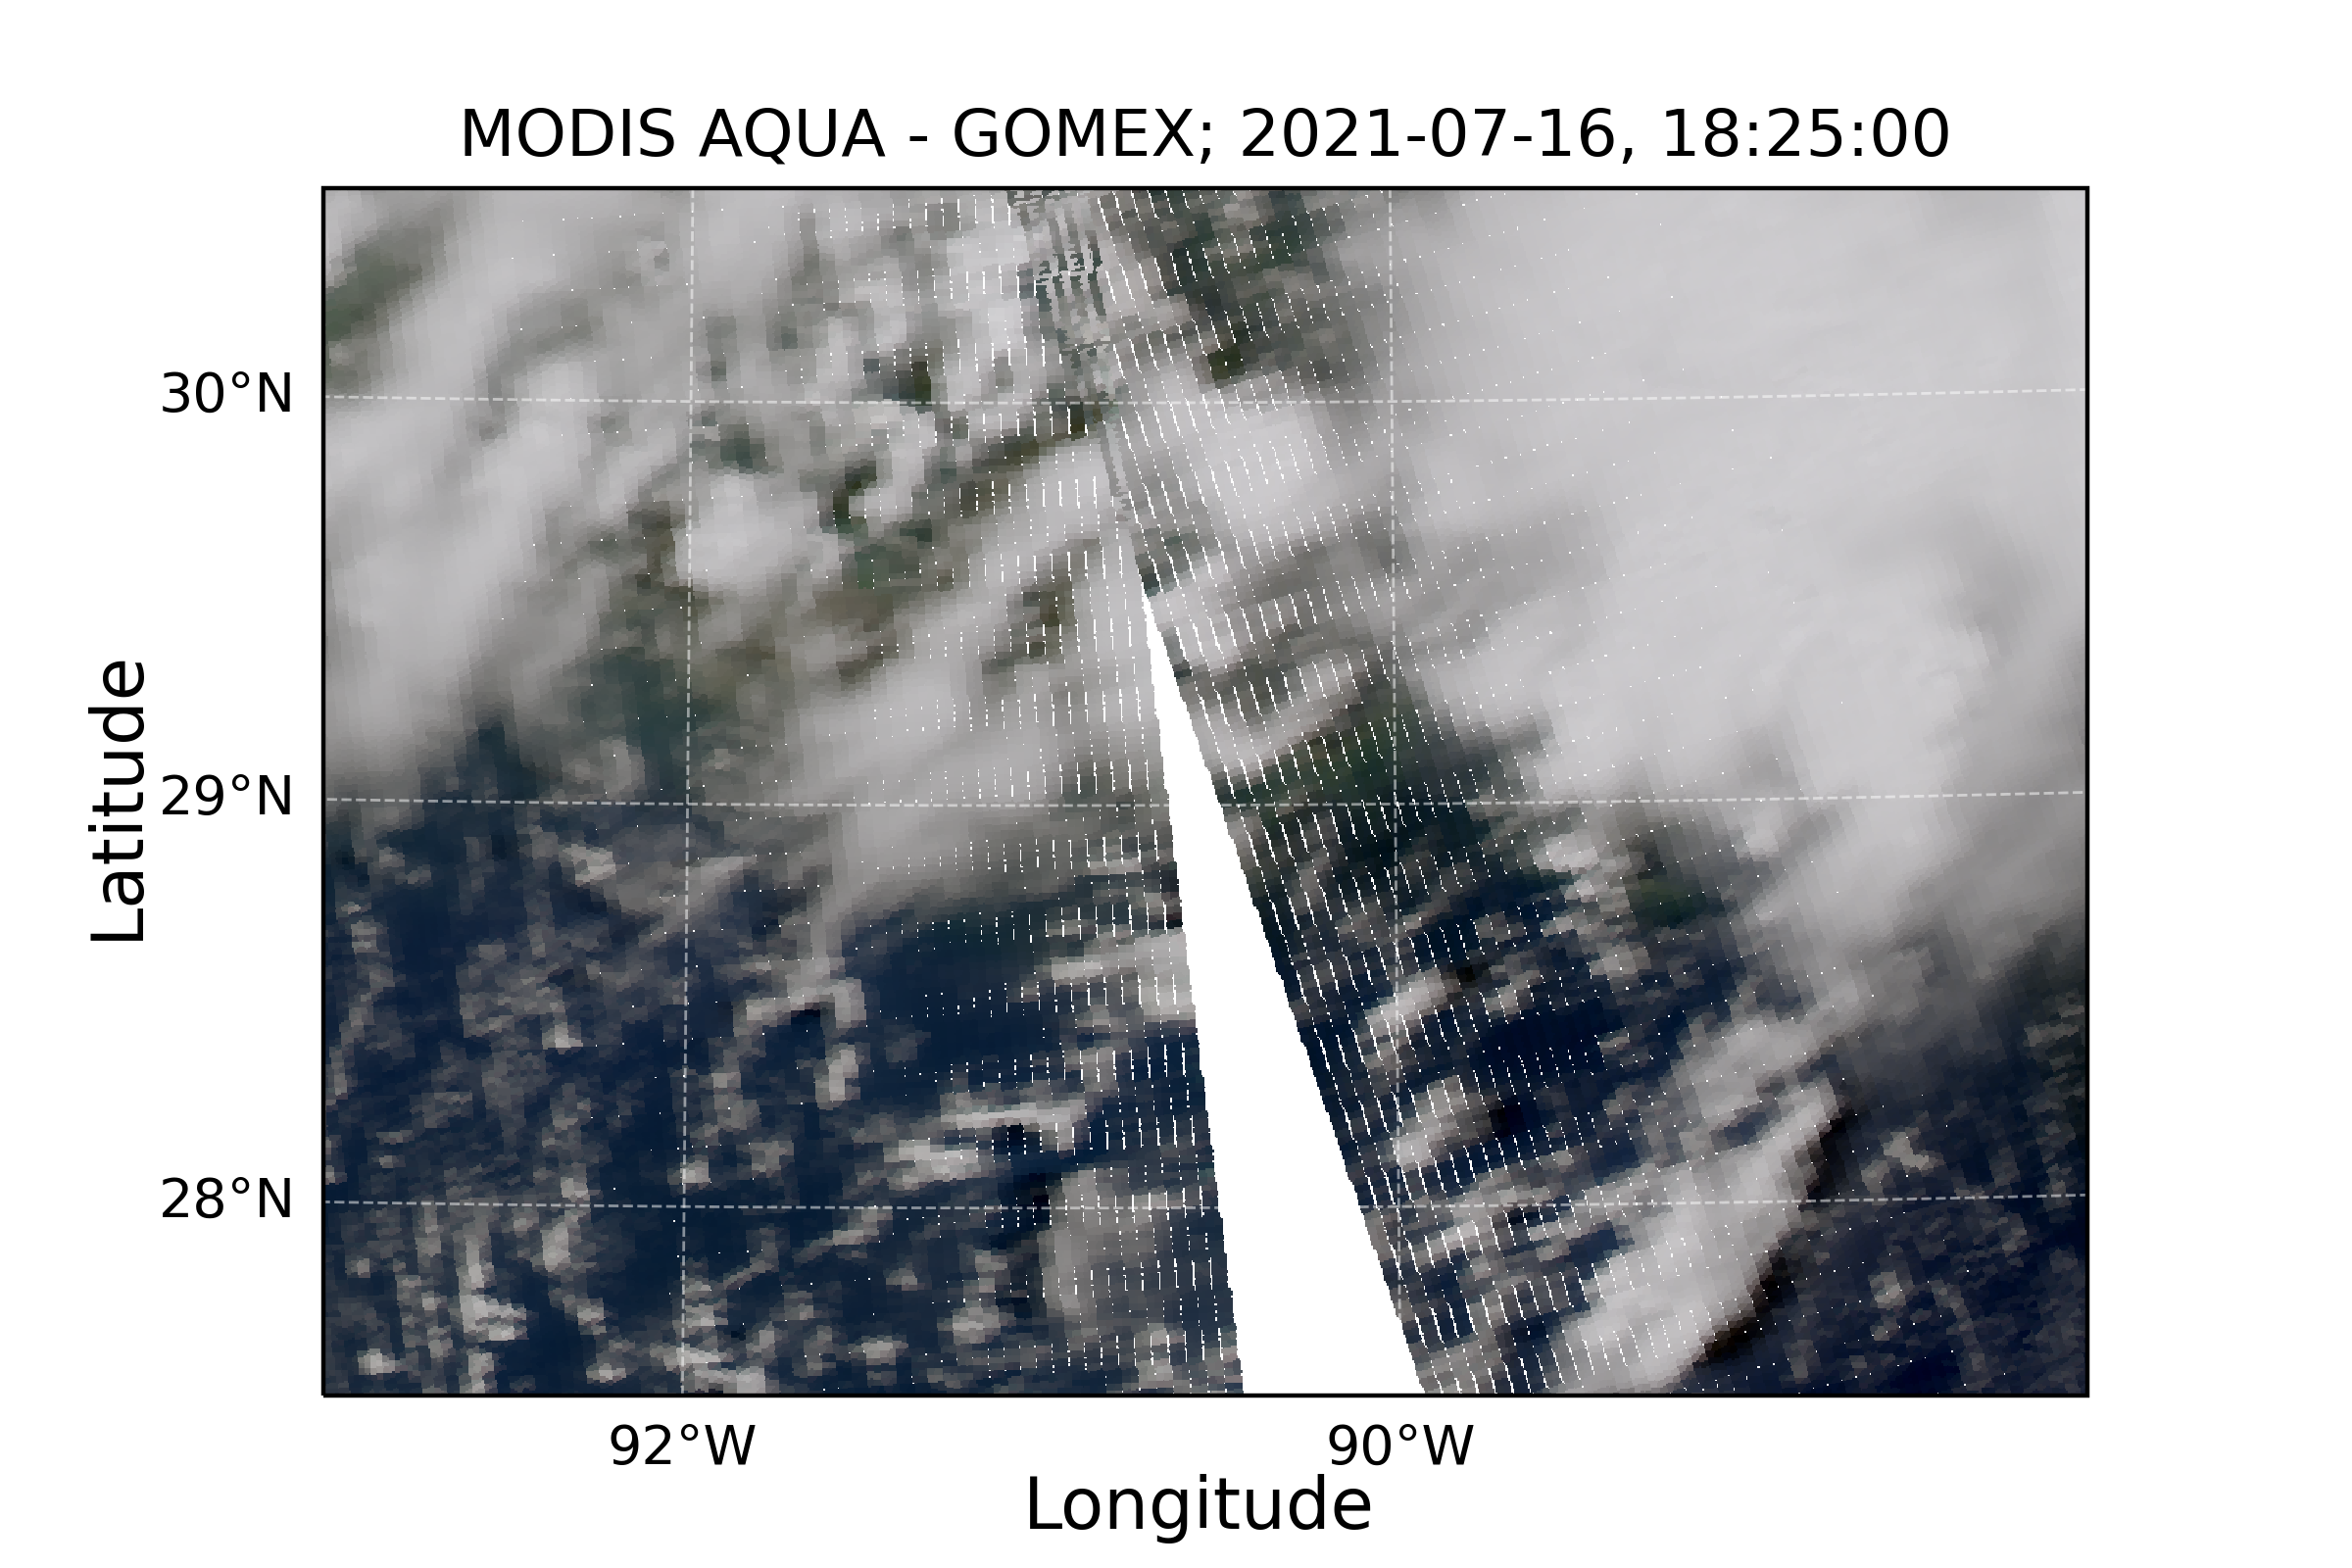 MODIS AQUA - GOMEX; 2021-07-16, 18:25:00
30°N
29°N
28°N
Latitude
92°W
90°W
Longitude